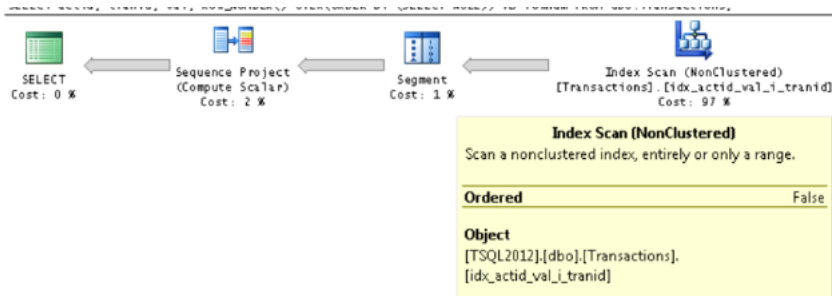 SELECT
Cost: 0 %
Sequence Project
(Compute Scalar)
Cost: 2 %
Segment
Cost: 1 %
Index Scan (NonClustered)
[Transactions].[idx_actid_val_i_tranid]
Cost: 97 %
Index Scan (NonClustered)
Scan a nonclustered index, entirely or only a range.
Ordered False
Object
[TSQL2012].[dbo].[Transactions].
[idx_actid_val_i_tranid]